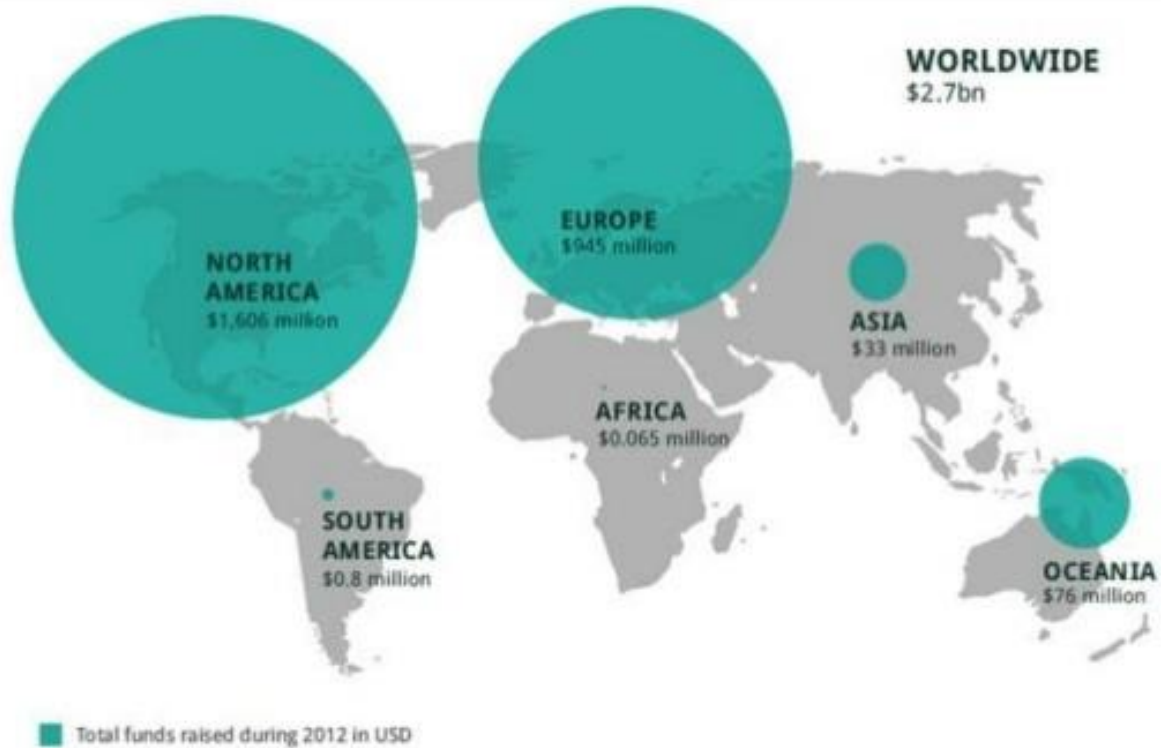 WORLDWIDE
$2.7bn
EUROPE
$945 million
NORTH
AMERICA
$1,606 million
ASIA
$33 million
AFRICA
$0.065 million
SOUTH
AMERICA
$0.8 million
OCEANIA
$76 million
Total funds raised during 2012 in USD